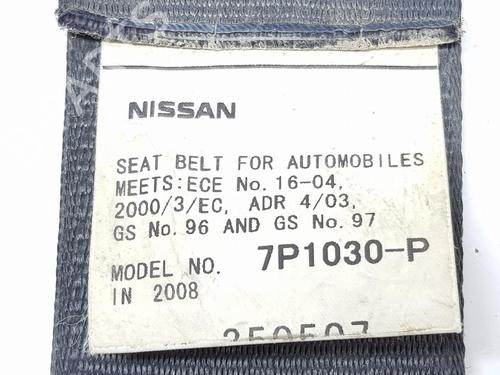 NISSAN
SEAT BELT FOR AUTOMOBILES
MEETS:ECE No. 16-04,
2000/3/EC, ADR 4/03,
GS No. 96 AND GS No. 97
MODEL NO. 7P1030-P
IN 2008